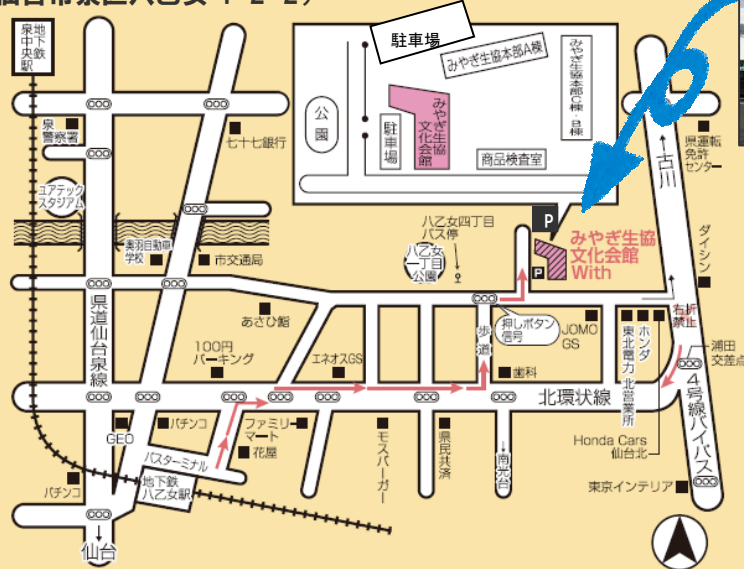 仙台市泉区八乙女４-２-２）
地下鉄
泉中央駅
駐車場
みやぎ生協本部A棟
みやぎ生協本部C棟・B棟
公園
みやぎ生協
文化会館
駐車場
商品検査室
泉
警察署
七十七銀行
県運転
免許
センター
古川
ユアテック
スタジアム
奥羽自動車
学校
市交通局
八乙女四丁目
バス停
八乙女
一丁目
公園
P
P
みやぎ生協
文化会館
With
ダイシン
県道仙台泉線
あさひ鮨
押しボタン
信号
歩道
JOMO
GS
ホンダ
東北電力 北営業所
右折
禁止
浦田
交差点
100円
パーキング
エネオスGS
歯科
北環状線
4号線バイパス
GEO
パチンコ
ファミリー
マート
花屋
モスバーガー
県民共済
南光台
Honda Cars
仙台北
バスターミナル
地下鉄
八乙女駅
パチンコ
東京インテリア
仙台